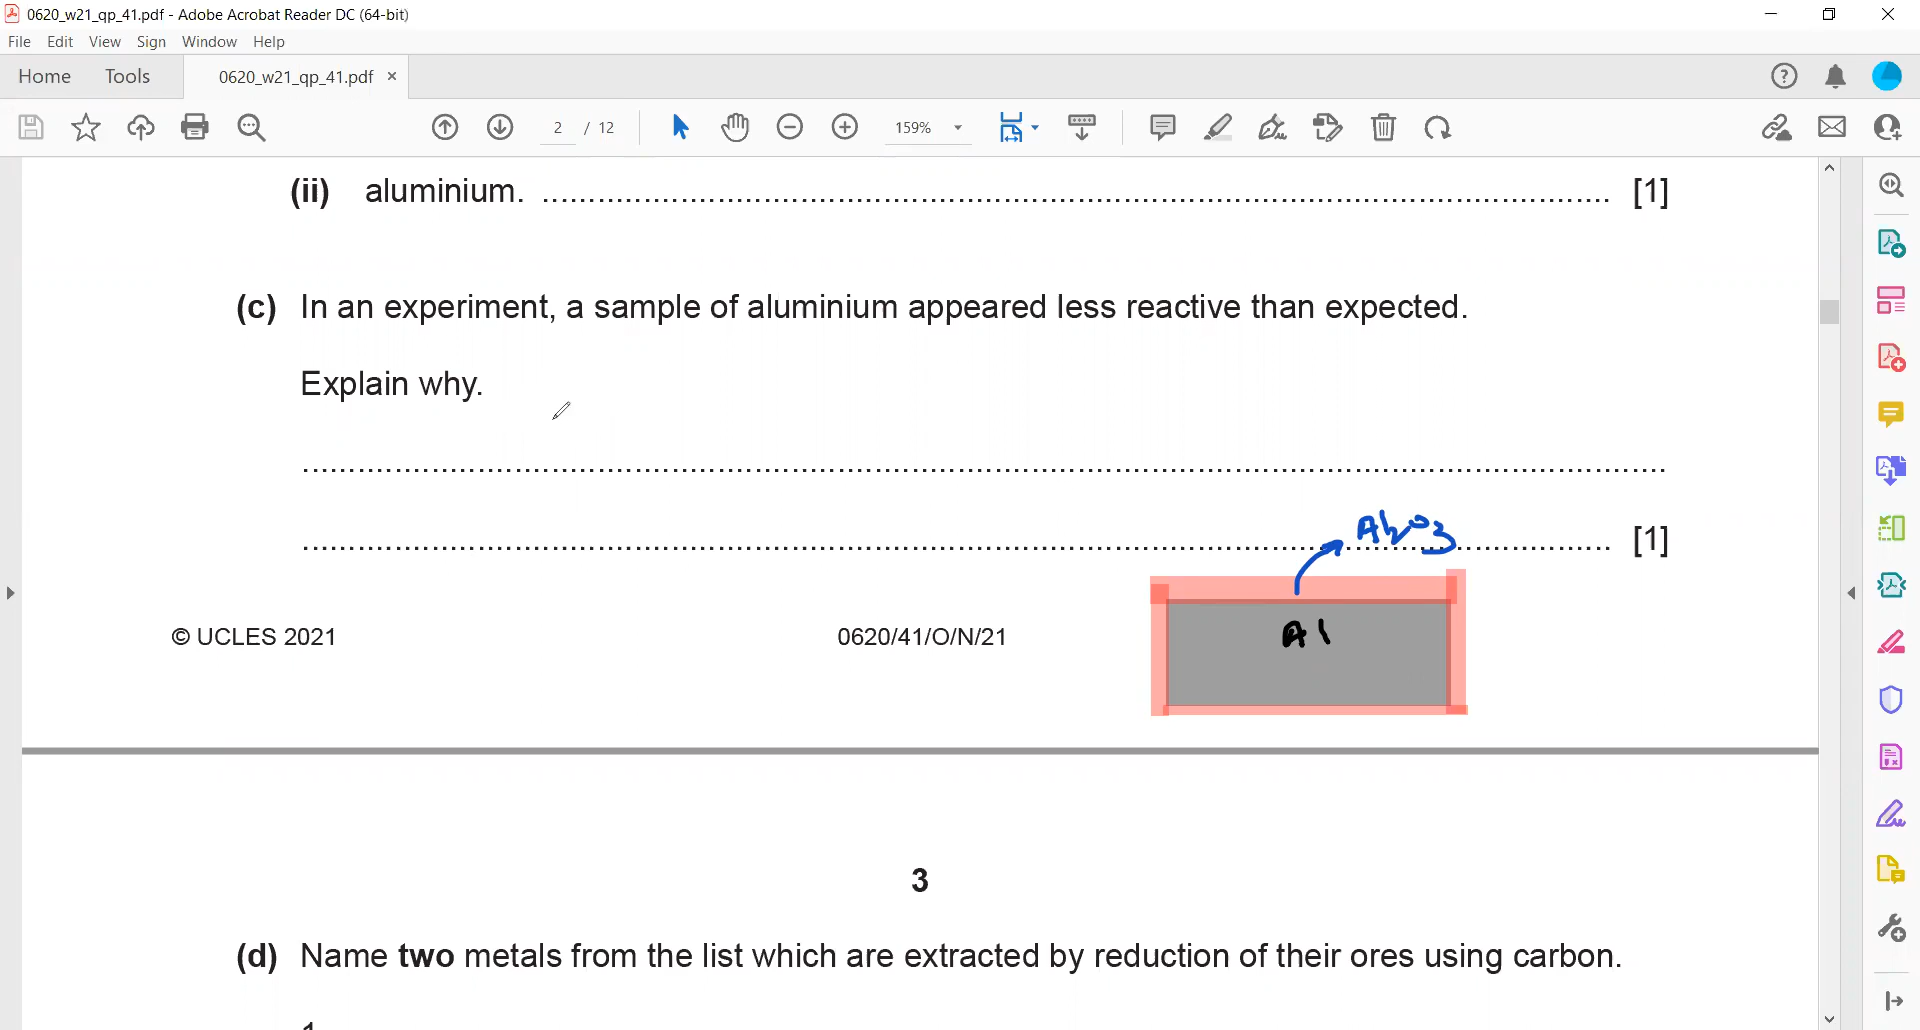 0620_w21_qp_41.pdf - Adobe Acrobat Reader DC (64-bit)
File Edit View Sign Window Help
Home Tools 0620_w21_qp_41.pdf ×
2 / 12 159%
(ii) aluminium. [1]
(c) In an experiment, a sample of aluminium appeared less reactive than expected.
Explain why.
Al2O3
[1]
Al
© UCLES 2021 0620/41/O/N/21
3
(d) Name two metals from the list which are extracted by reduction of their ores using carbon.
1